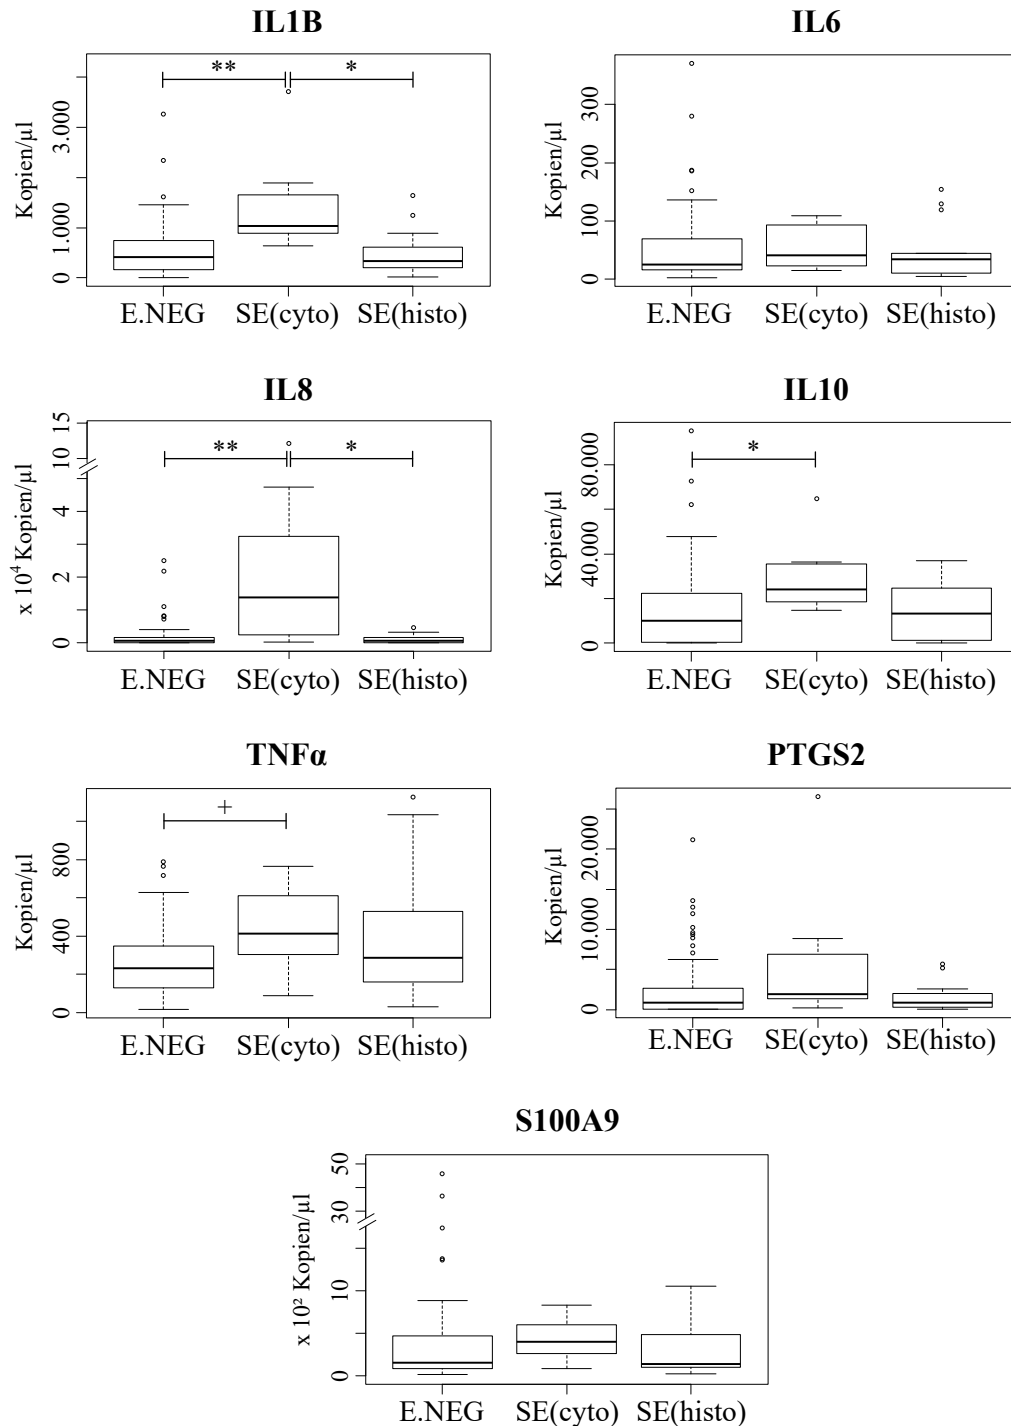 IL1B
Kopien/µl
3.000
1.000
0
** *
E.NEG SE(cyto) SE(histo)
IL6
Kopien/µl
300
200
100
0
E.NEG SE(cyto) SE(histo)
IL8
x 10⁴ Kopien/µl
15
10
4
2
0
** *
E.NEG SE(cyto) SE(histo)
IL10
Kopien/µl
80.000
40.000
0
*
E.NEG SE(cyto) SE(histo)
TNFα
Kopien/µl
800
400
0
+
E.NEG SE(cyto) SE(histo)
PTGS2
Kopien/µl
20.000
10.000
0
E.NEG SE(cyto) SE(histo)
S100A9
x 10² Kopien/µl
50
30
10
0
E.NEG SE(cyto) SE(histo)